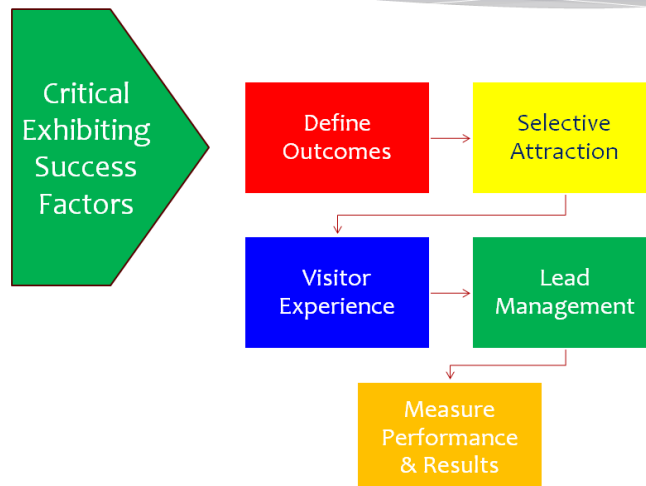 Critical
Exhibiting
Success
Factors
Define
Outcomes
Selective
Attraction
Visitor
Experience
Lead
Management
Measure
Performance
& Results